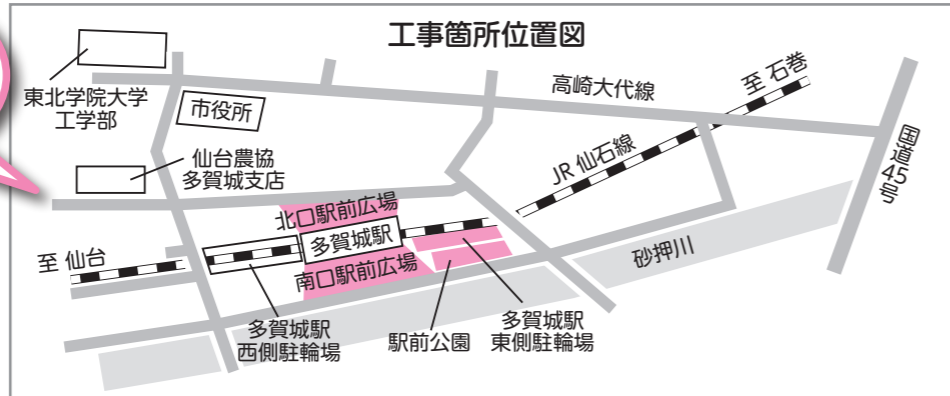 工事箇所位置図
東北学院大学
工学部
市役所
高崎大代線
至 石巻
国道45号
仙台農協
多賀城支店
JR 仙石線
北口駅前広場
多賀城駅
至 仙台
南口駅前広場
砂押川
多賀城駅
西側駐輪場
駅前公園
多賀城駅
東側駐輪場